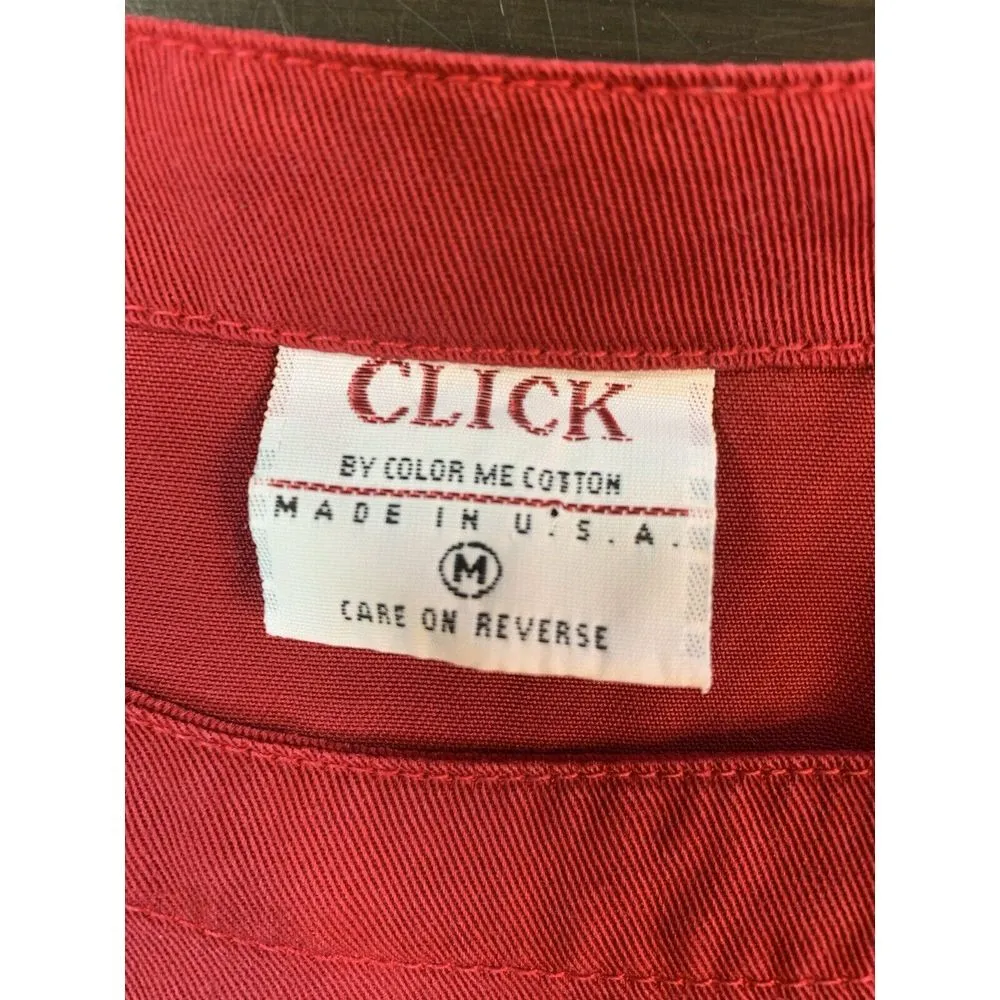 CLICK
BY COLOR ME COTTON
MADE IN U.S.A.
M
CARE ON REVERSE